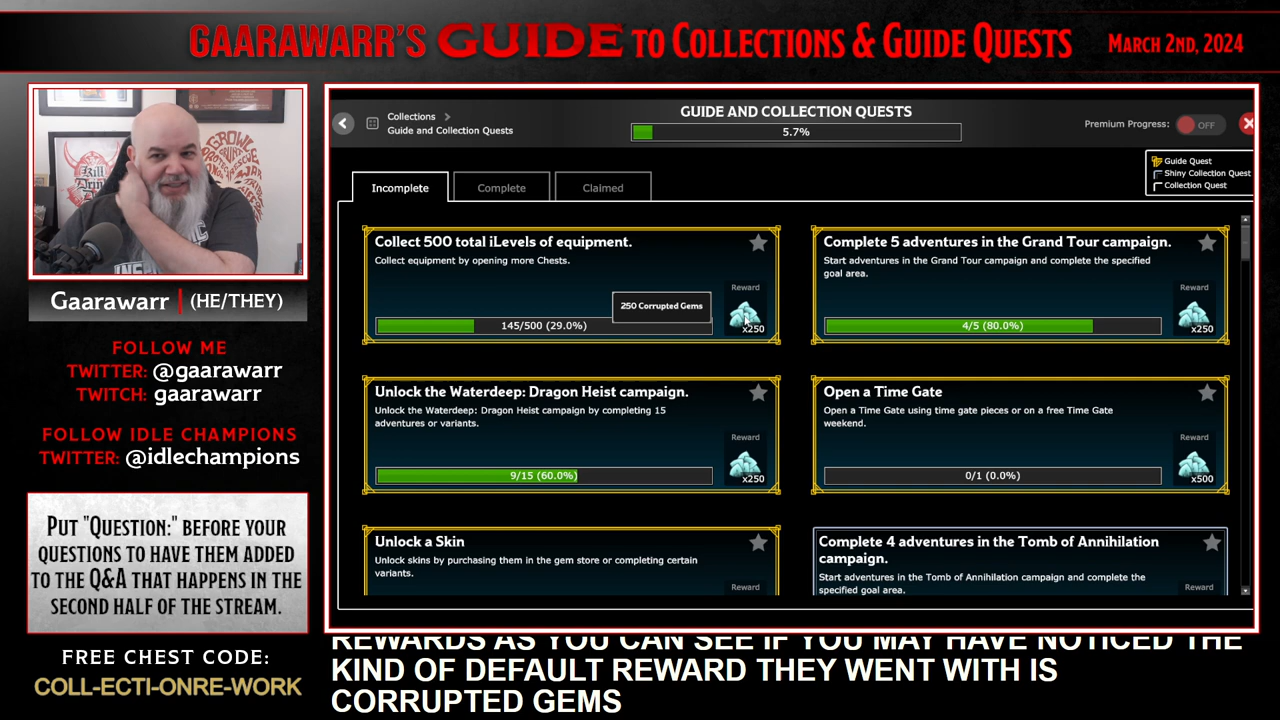 GAARAWARR'S GUIDE TO COLLECTIONS & GUIDE QUESTS
MARCH 2ND, 2024
Gaarawarr | (HE/THEY)
FOLLOW ME
TWITTER: @gaarawarr
TWITCH: gaarawarr
FOLLOW IDLE CHAMPIONS
TWITTER: @idlechampions
PUT "QUESTION:" BEFORE YOUR
QUESTIONS TO HAVE THEM ADDED
TO THE Q&A THAT HAPPENS IN THE
SECOND HALF OF THE STREAM.
FREE CHEST CODE:
COLL-ECTI-ONRE-WORK
Collections
Guide and Collection Quests
GUIDE AND COLLECTION QUESTS
5.7%
Premium Progress:
OFF
Guide Quest
Shiny Collection Quest
Collection Quest
Incomplete
Complete
Claimed
Collect 500 total iLevels of equipment.
Collect equipment by opening more Chests.
250 Corrupted Gems
145/500 (29.0%)
Reward
x250
Complete 5 adventures in the Grand Tour campaign.
Start adventures in the Grand Tour campaign and complete the specified
goal area.
4/5 (80.0%)
Reward
x250
Unlock the Waterdeep: Dragon Heist campaign.
Unlock the Waterdeep: Dragon Heist campaign by completing 15
adventures or variants.
9/15 (60.0%)
Reward
x250
Open a Time Gate
Open a Time Gate using time gate pieces or on a free Time Gate
weekend.
0/1 (0.0%)
Reward
x500
Unlock a Skin
Unlock skins by purchasing them in the gem store or completing certain
variants.
Reward
Complete 4 adventures in the Tomb of Annihilation
campaign.
Start adventures in the Tomb of Annihilation campaign and complete the
specified goal area.
Reward
REWARDS AS YOU CAN SEE IF YOU MAY HAVE NOTICED THE
KIND OF DEFAULT REWARD THEY WENT WITH IS
CORRUPTED GEMS